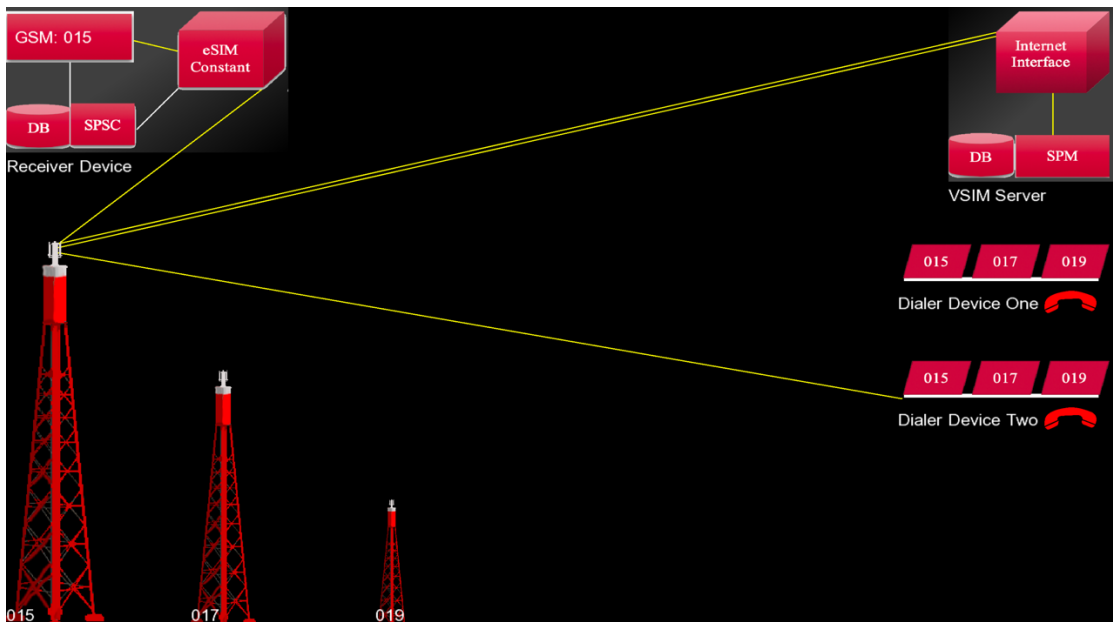 GSM: 015
eSIM
Constant
DB
SPSC
Receiver Device
Internet
Interface
DB
SPM
VSIM Server
015
017
019
Dialer Device One
015
017
019
Dialer Device Two
015
017
019